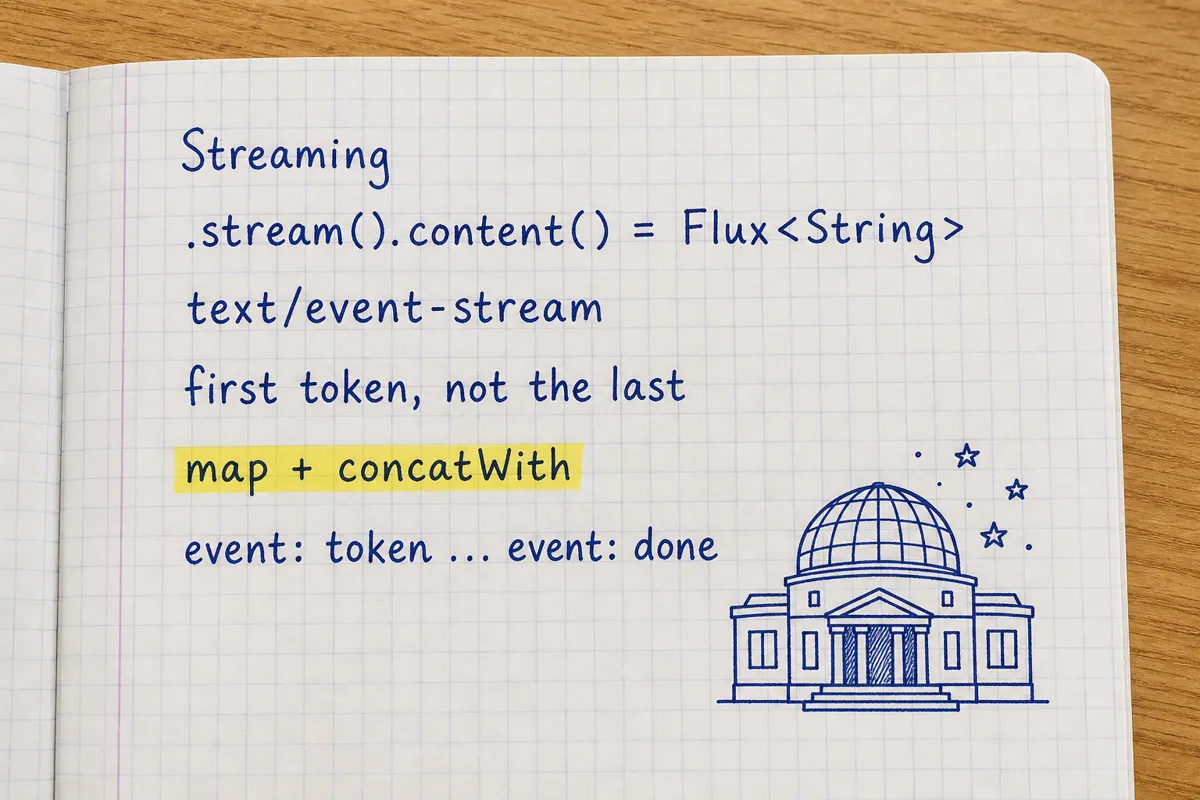 Streaming
.stream().content() = Flux<String>
text/event-stream
first token, not the last
map + concatWith
event: token ... event: done